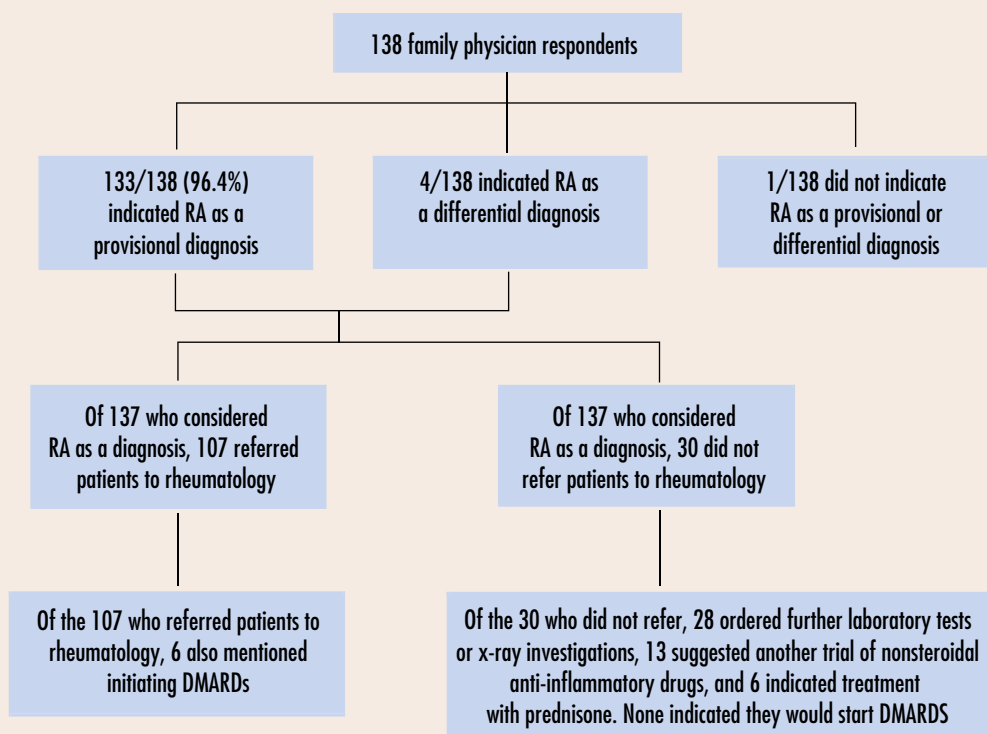 138 family physician respondents
133/138 (96.4%)
indicated RA as a
provisional diagnosis
4/138 indicated RA as
a differential diagnosis
1/138 did not indicate
RA as a provisional or
differential diagnosis
Of 137 who considered
RA as a diagnosis, 107 referred
patients to rheumatology
Of 137 who considered
RA as a diagnosis, 30 did not
refer patients to rheumatology
Of the 107 who referred patients to
rheumatology, 6 also mentioned
initiating DMARDs
Of the 30 who did not refer, 28 ordered further laboratory tests
or x-ray investigations, 13 suggested another trial of nonsteroidal
anti-inflammatory drugs, and 6 indicated treatment
with prednisone. None indicated they would start DMARDS